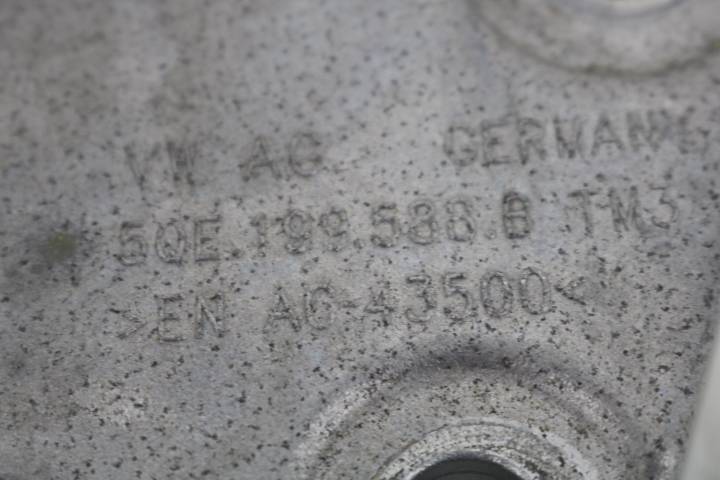 VW AG GERMANY
5QE.199.588.B TM3
>EN AC-43500<